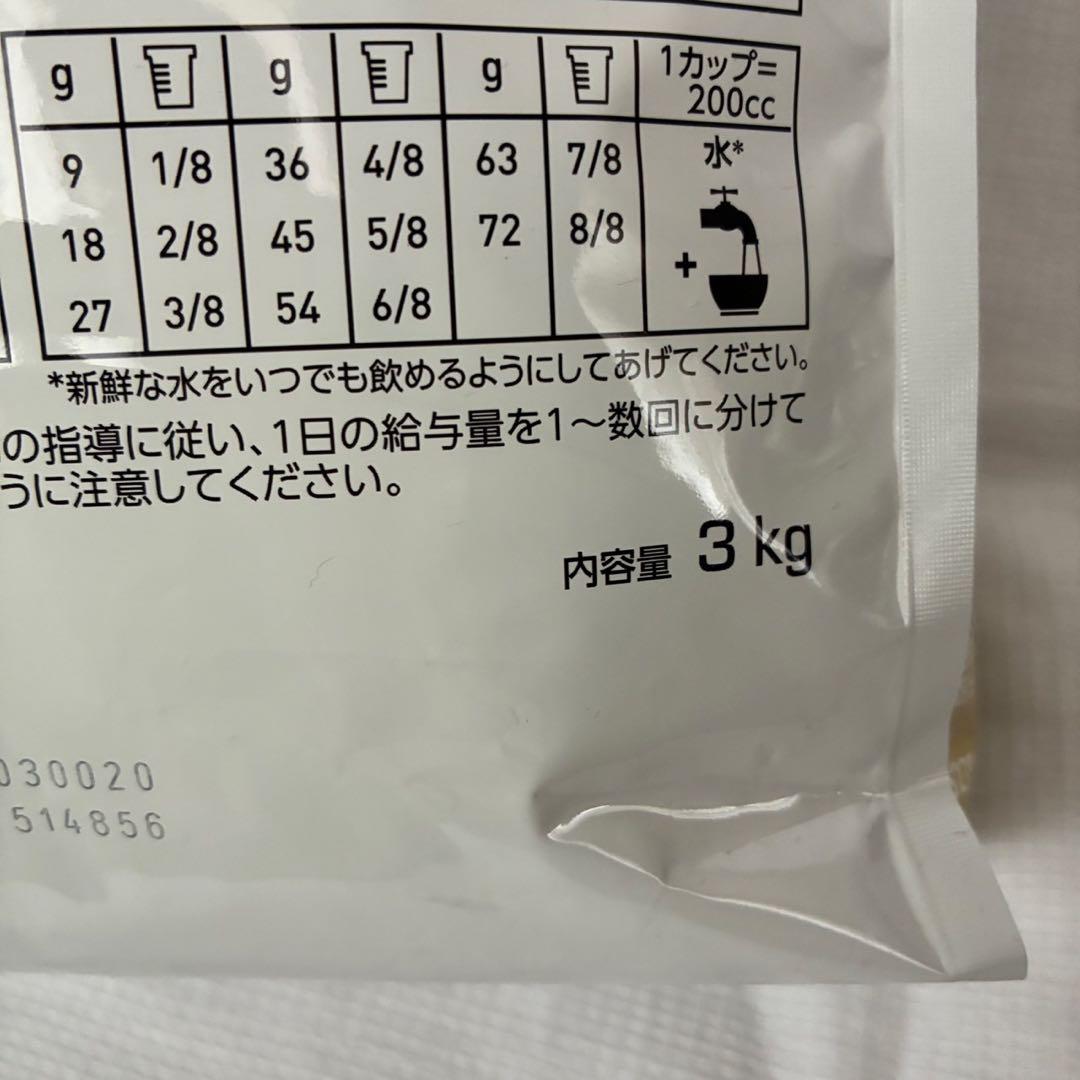 g g g 1カップ=
200cc
9 1/8 36 4/8 63 7/8 水*
18 2/8 45 5/8 72 8/8
+
27 3/8 54 6/8
*新鮮な水をいつでも飲めるようにしてあげてください。
の指導に従い、1日の給与量を1～数回に分けて
うに注意してください。
内容量 3 kg
030020
514856